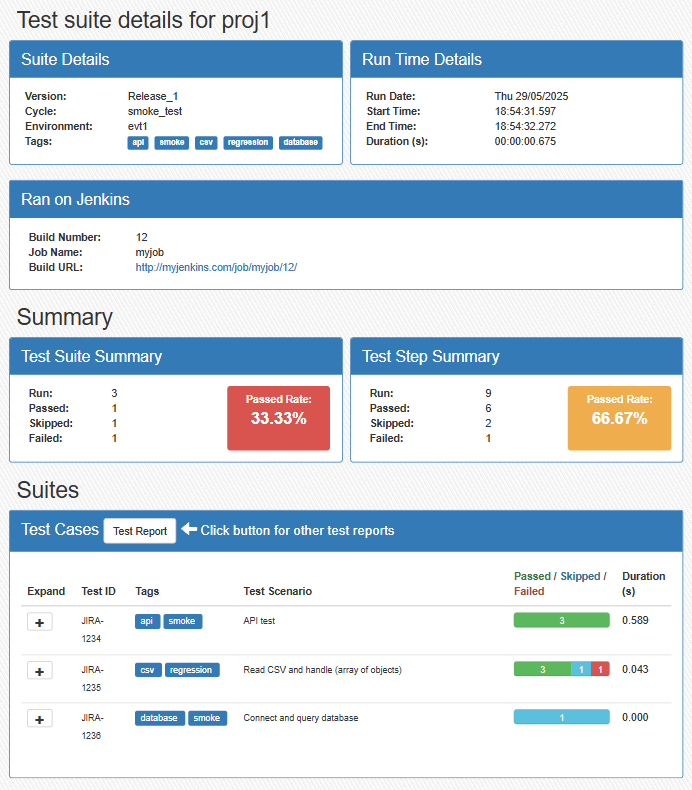 Test suite details for proj1
Suite Details
Version: Release_1
Cycle: smoke_test
Environment: evt1
Tags: api smoke csv regression database
Run Time Details
Run Date: Thu 29/05/2025
Start Time: 18:54:31.597
End Time: 18:54:32.272
Duration (s): 00:00:00.675
Ran on Jenkins
Build Number: 12
Job Name: myjob
Build URL: http://myjenkins.com/job/myjob/12/
Summary
Test Suite Summary
Run: 3
Passed: 1
Skipped: 1
Failed: 1
Passed Rate:
33.33%
Test Step Summary
Run: 9
Passed: 6
Skipped: 2
Failed: 1
Passed Rate:
66.67%
Suites
Test Cases Test Report Click button for other test reports
Expand Test ID Tags Test Scenario Passed / Skipped / Failed Duration (s)
+ JIRA-1234 api smoke API test 3 0.589
+ JIRA-1235 csv regression Read CSV and handle (array of objects) 3 1 1 0.043
+ JIRA-1236 database smoke Connect and query database 1 0.000